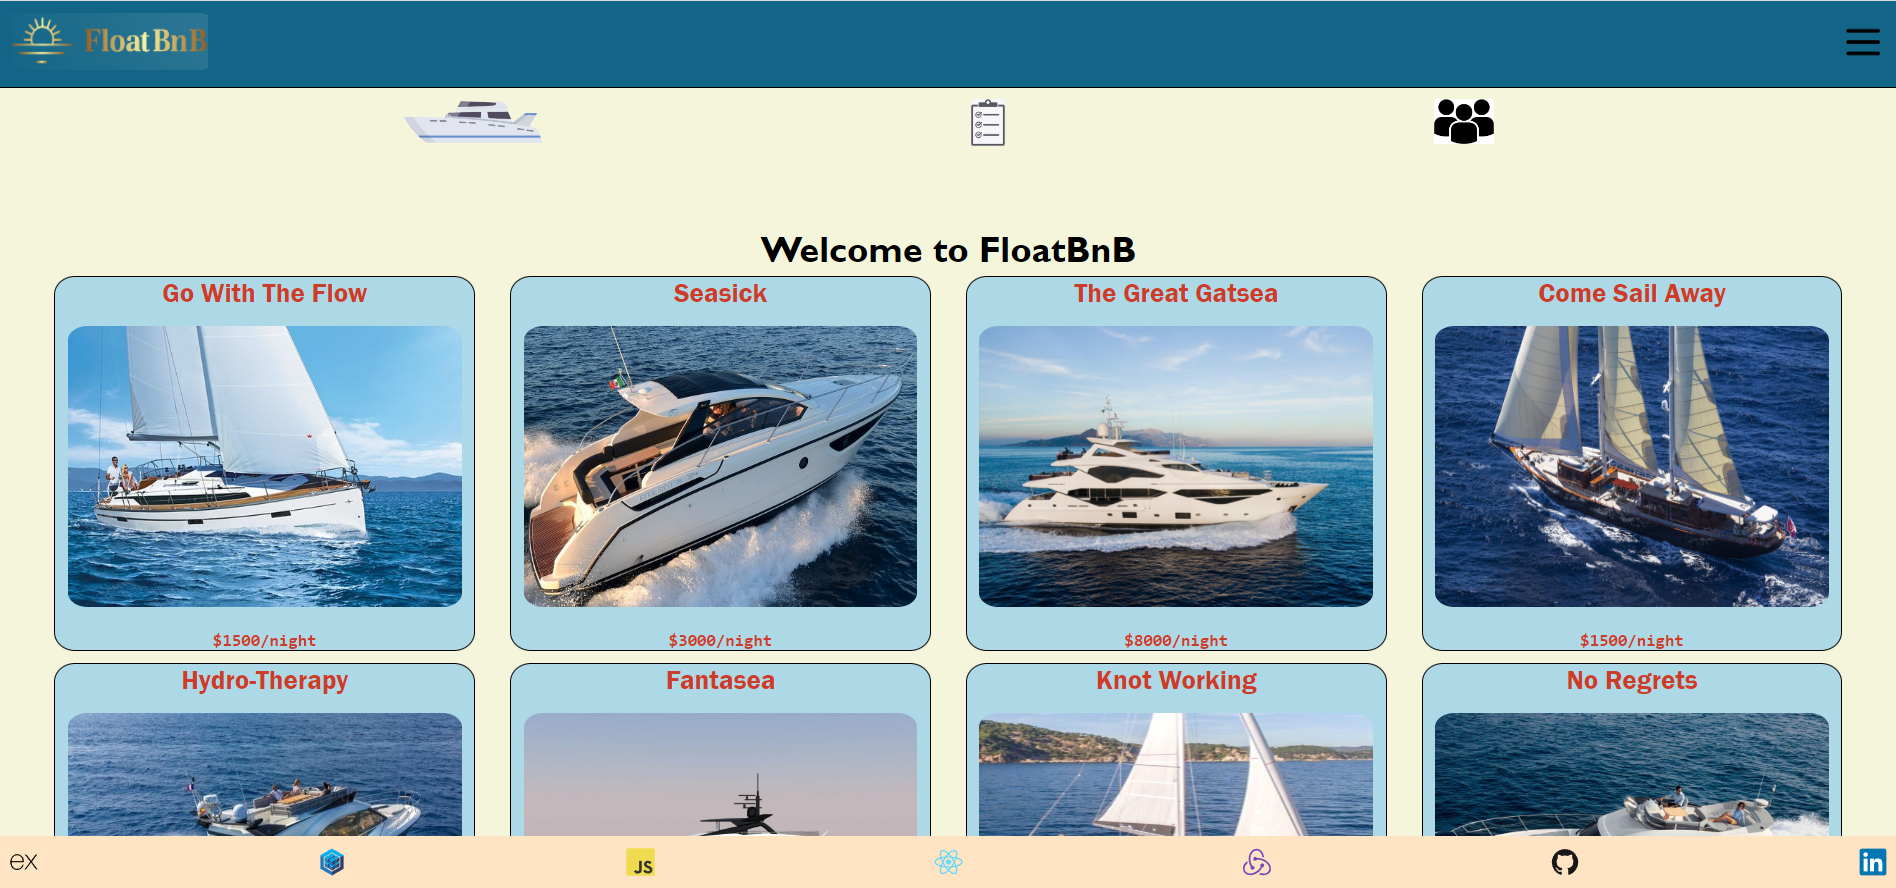 FloatBnB
Welcome to FloatBnB
Go With The Flow
Seasick
The Great Gatsea
Come Sail Away
$1500/night
$3000/night
$8000/night
$1500/night
Hydro-Therapy
Fantasea
Knot Working
No Regrets
ex
JS
in